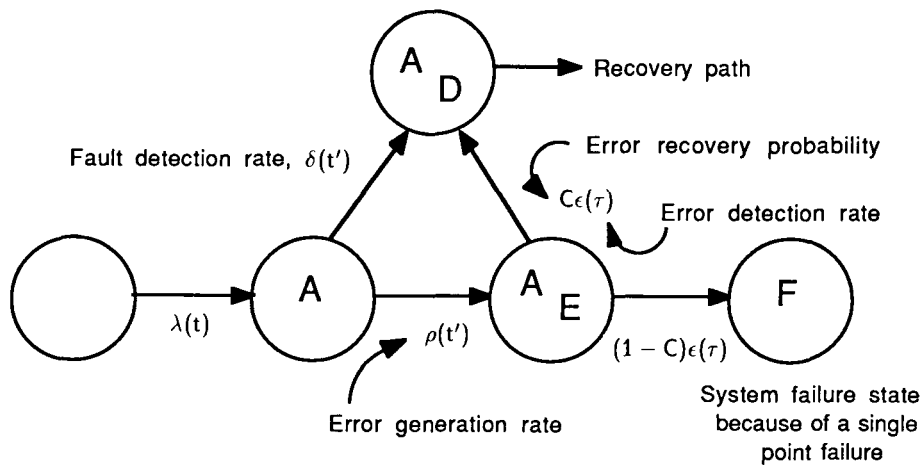 A
D
Recovery path
Fault detection rate, δ(t′)
Error recovery probability
Cϵ(τ)
Error detection rate
λ(t)
A
ρ(t′)
A
E
(1 − C)ϵ(τ)
F
Error generation rate
System failure state
because of a single
point failure